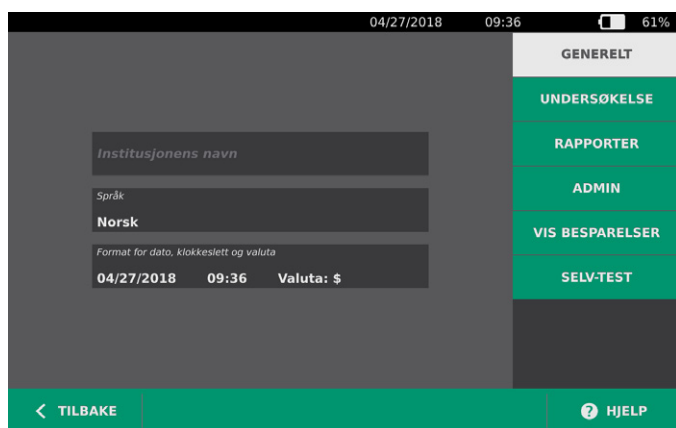 04/27/2018 09:36 61%
GENERELT
UNDERSØKELSE
RAPPORTER
ADMIN
VIS BESPARELSER
SELV-TEST
Institusjonens navn
Språk
Norsk
Format for dato, klokkeslett og valuta
04/27/2018 09:36 Valuta: $
< TILBAKE
? HJELP